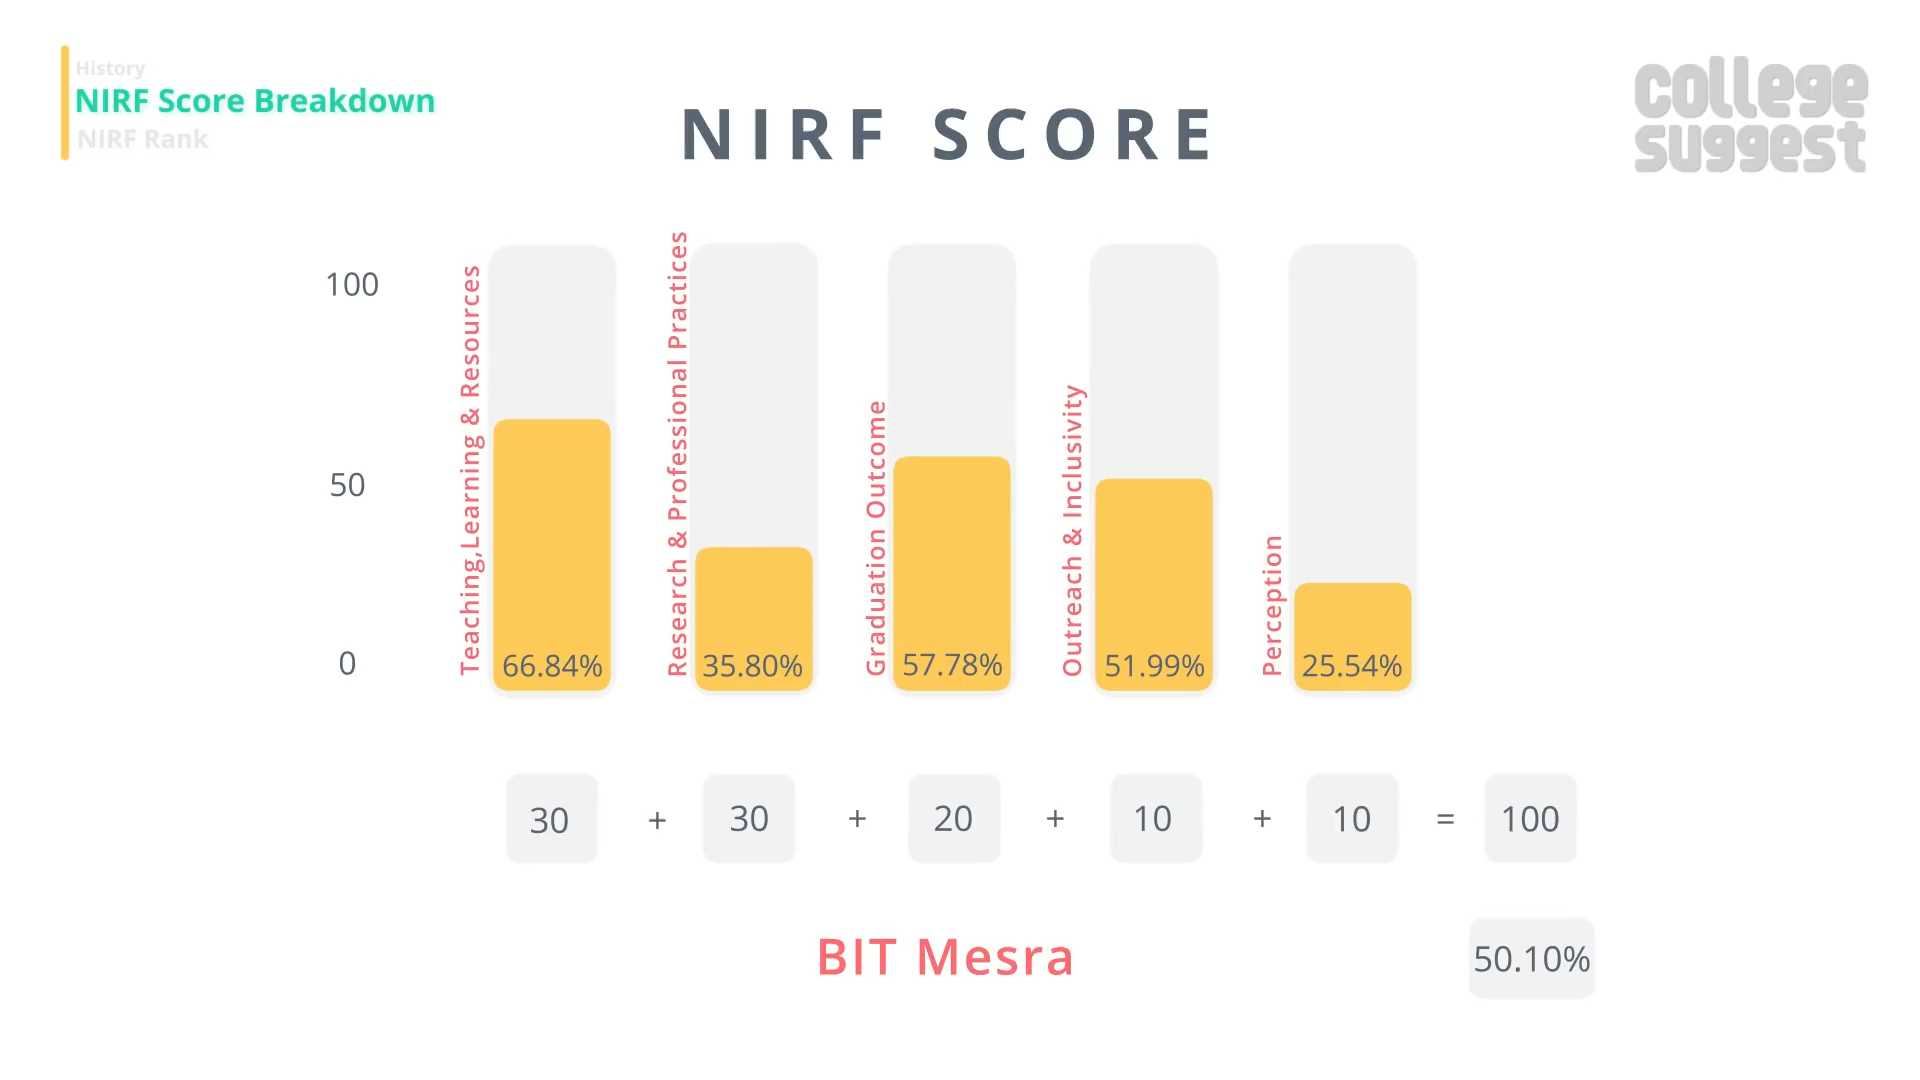 History
NIRF Score Breakdown
NIRF Rank
NIRF SCORE
college
suggest
100
50
0
Teaching,Learning & Resources
66.84%
Research & Professional Practices
35.80%
Graduation Outcome
57.78%
Outreach & Inclusivity
51.99%
Perception
25.54%
30 + 30 + 20 + 10 + 10 = 100
BIT Mesra
50.10%